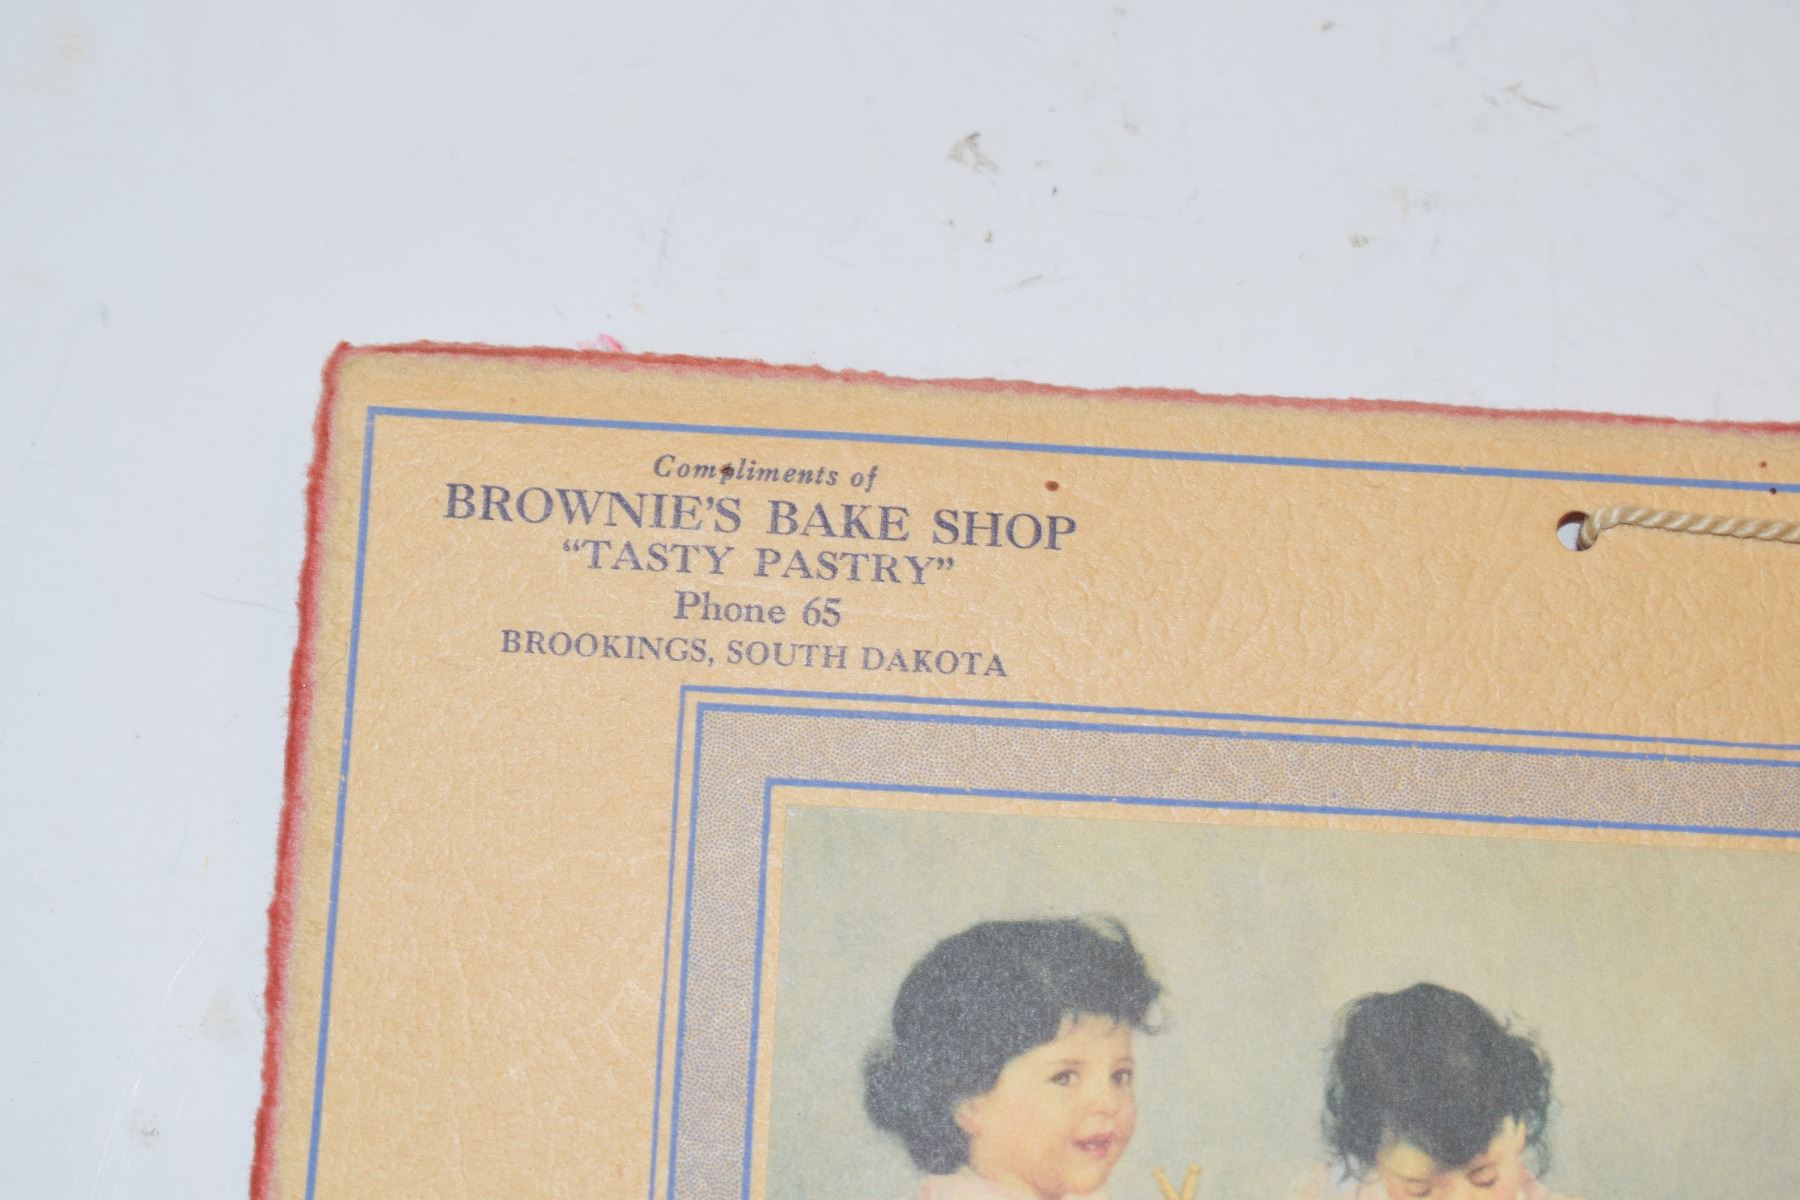 Compliments of
BROWNIE'S BAKE SHOP
“TASTY PASTRY”
Phone 65
BROOKINGS, SOUTH DAKOTA